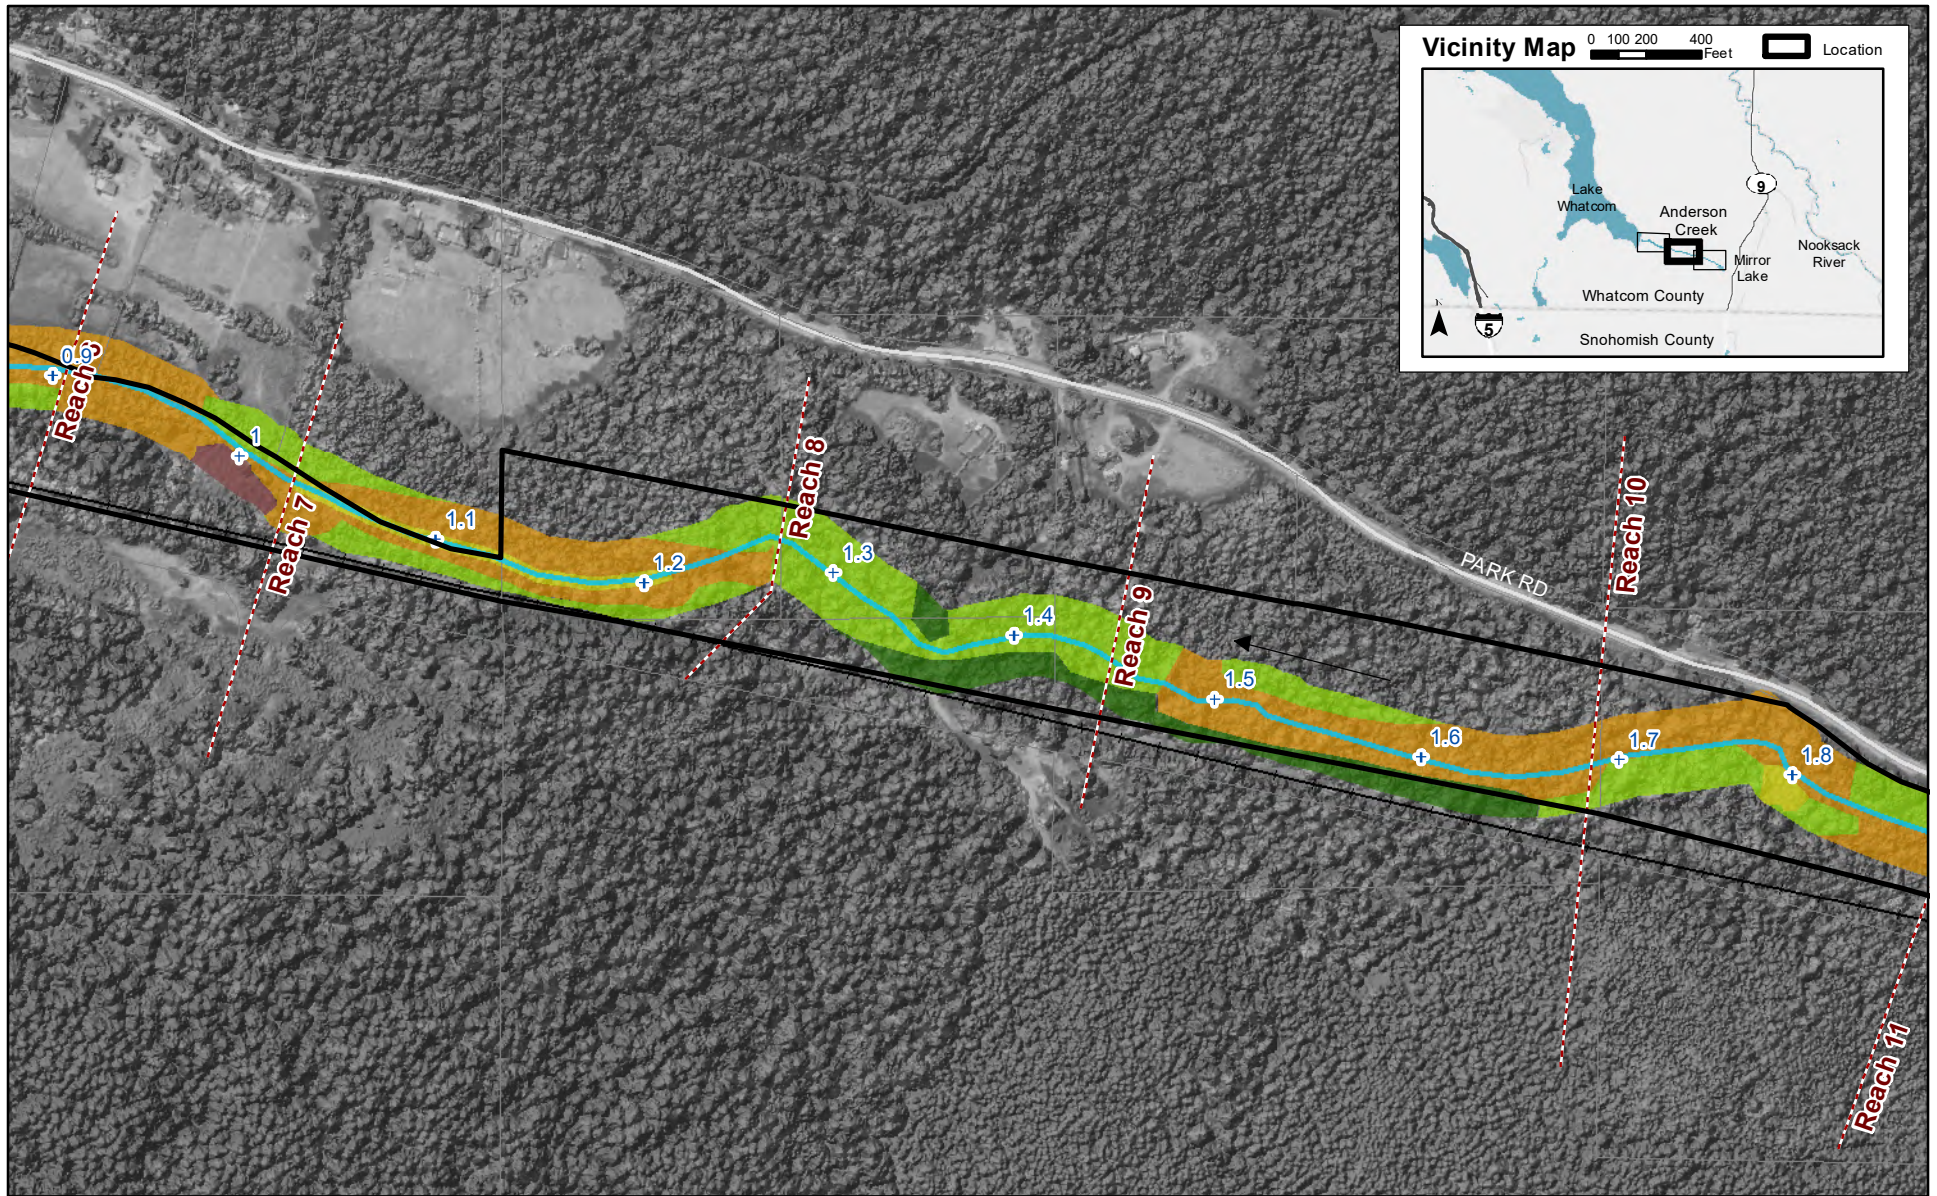 Vicinity Map
0 100 200 400
Feet
Location
Lake
Whatcom
Anderson
Creek
9
Mirror
Lake
Nooksack
River
Whatcom County
5
Snohomish County
PARK RD
0.9
1
1.1
1.2
1.3
1.4
1.5
1.6
1.7
1.8
Reach
Reach 7
Reach 8
Reach 9
Reach 10
Reach 11